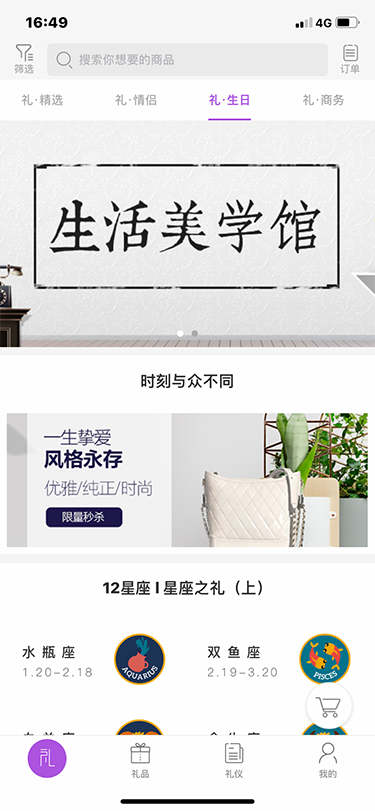 16:49
4G
筛选
搜索你想要的商品
订单
礼·精选
礼·情侣
礼·生日
礼·商务
生活美学馆
时刻与众不同
一生挚爱
风格永存
优雅/纯正/时尚
限量秒杀
12星座 I 星座之礼（上）
水瓶座
1.20-2.18
AQUARIUS
双鱼座
2.19-3.20
PISCES
礼
礼品
礼仪
我的